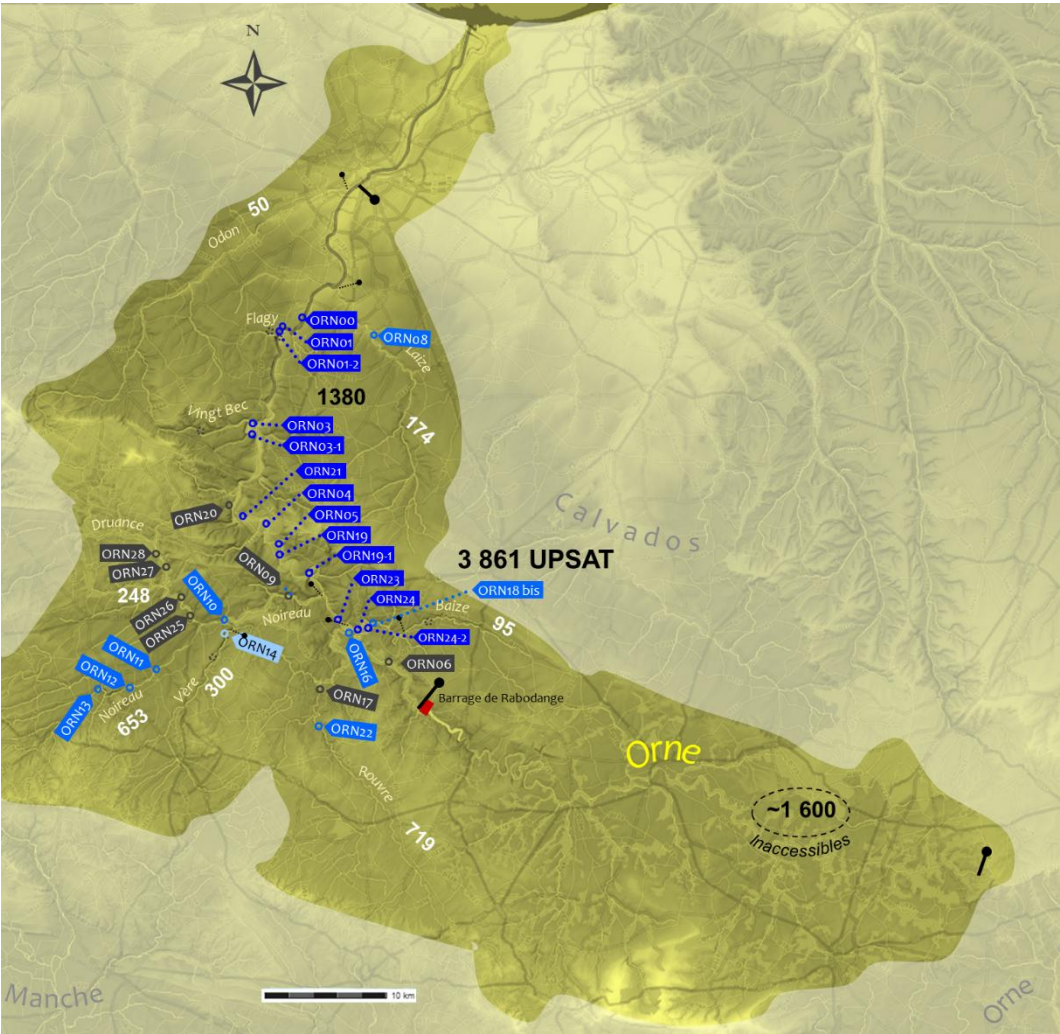 N
50
Odon
Flagy
ORN00
ORN01
ORN01-2
ORN08
Laize
1380
174
Vingt Bec
ORN03
ORN03-1
ORN21
ORN04
ORN05
ORN19
ORN19-1
ORN20
Druance
ORN28
ORN27
248
ORN26
ORN25
ORN10
ORN09
Noireau
ORN23
ORN24
ORN24-2
Calvados
3 861 UPSAT
ORN18 bis
Baize
95
ORN14
ORN16
ORN06
ORN11
ORN12
ORN13
Noireau
653
Vère
300
ORN17
Barrage de Rabodange
ORN22
Rouvre
719
Orne
~1 600
Inaccessibles
Manche
10 km
Orne